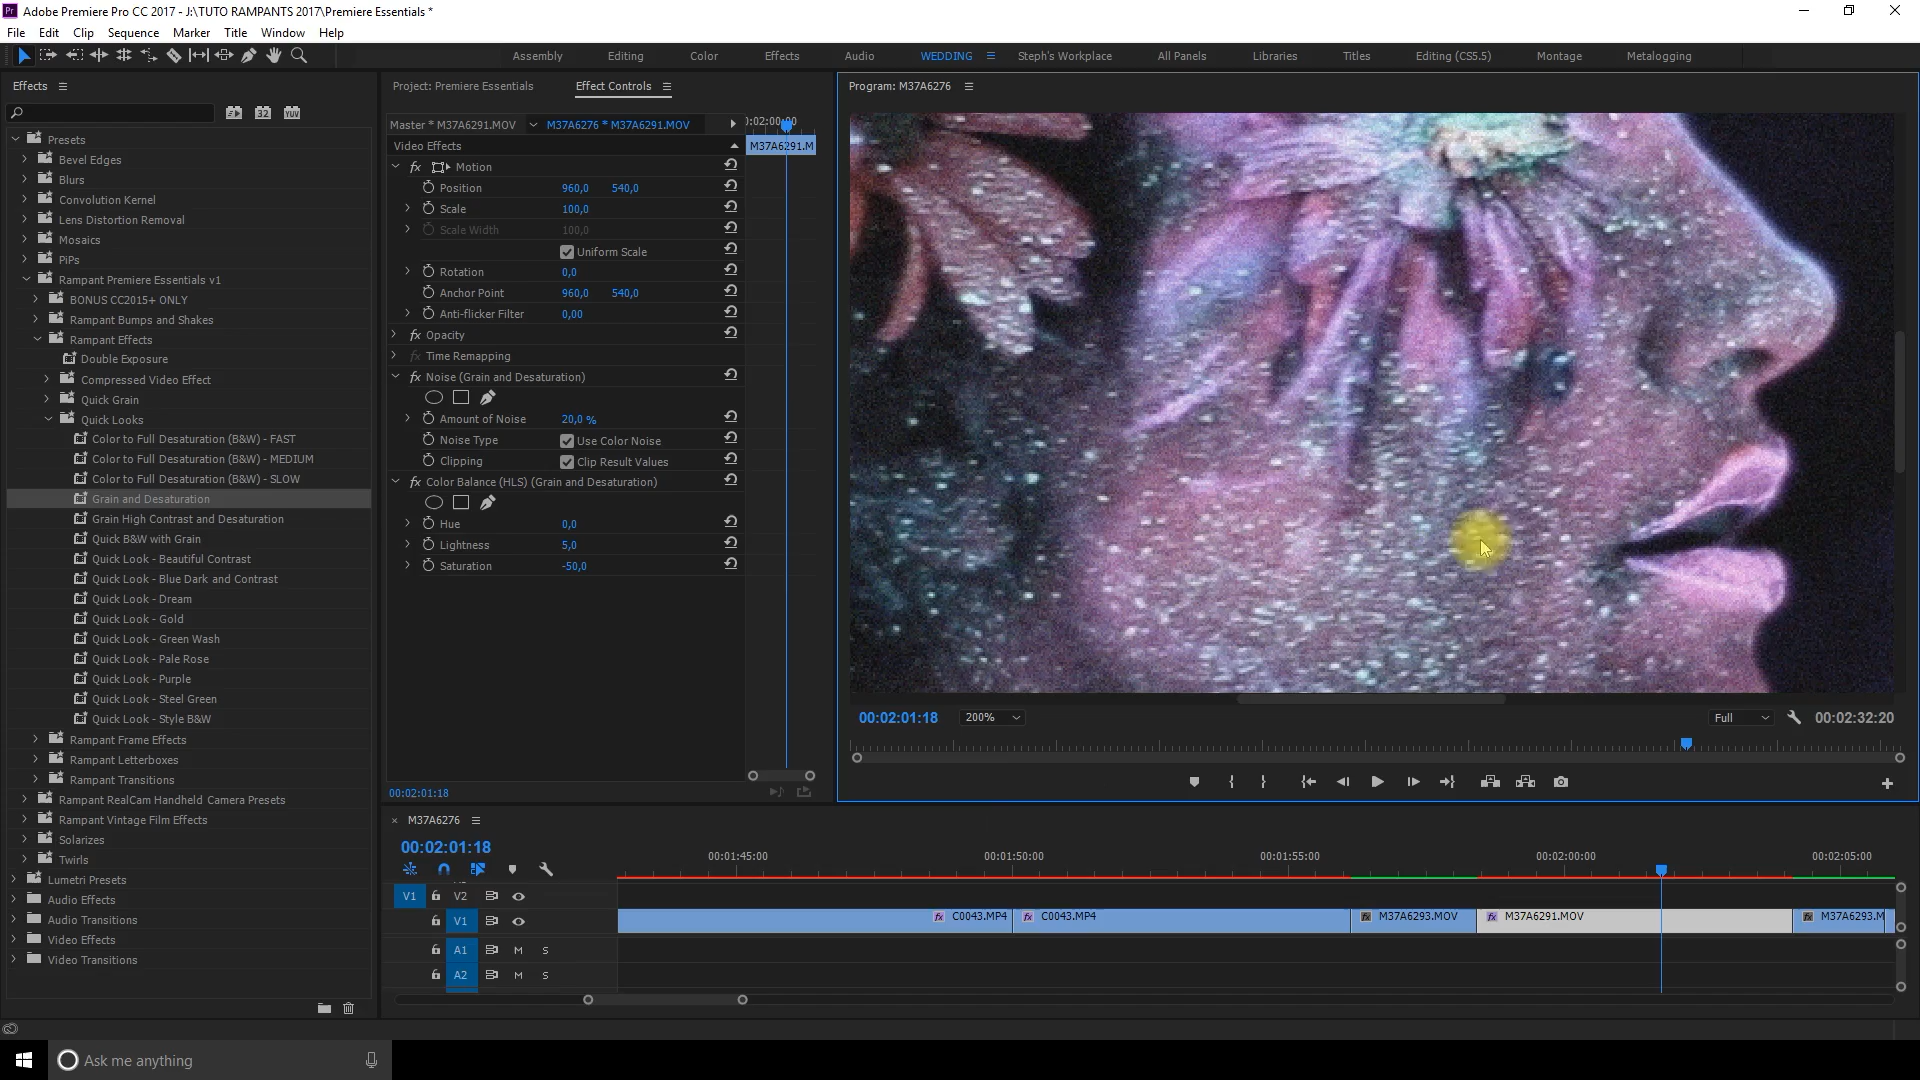 Adobe Premiere Pro CC 2017 - J:\TUTO RAMPANTS 2017\Premiere Essentials *
File Edit Clip Sequence Marker Title Window Help
Assembly Editing Color Effects Audio WEDDING Steph's Workplace All Panels Libraries Titles Editing (CS5.5) Montage Metalogging
Effects
32 YUV
Presets
Bevel Edges
Blurs
Convolution Kernel
Lens Distortion Removal
Mosaics
PiPs
Rampant Premiere Essentials v1
BONUS CC2015+ ONLY
Rampant Bumps and Shakes
Rampant Effects
Double Exposure
Compressed Video Effect
Quick Grain
Quick Looks
Color to Full Desaturation (B&W) - FAST
Color to Full Desaturation (B&W) - MEDIUM
Color to Full Desaturation (B&W) - SLOW
Grain and Desaturation
Grain High Contrast and Desaturation
Quick B&W with Grain
Quick Look - Beautiful Contrast
Quick Look - Blue Dark and Contrast
Quick Look - Dream
Quick Look - Gold
Quick Look - Green Wash
Quick Look - Pale Rose
Quick Look - Purple
Quick Look - Steel Green
Quick Look - Style B&W
Rampant Frame Effects
Rampant Letterboxes
Rampant Transitions
Rampant RealCam Handheld Camera Presets
Rampant Vintage Film Effects
Solarizes
Twirls
Lumetri Presets
Audio Effects
Audio Transitions
Video Effects
Video Transitions
Project: Premiere Essentials Effect Controls
Master * M37A6291.MOV M37A6276 * M37A6291.MOV
Video Effects M37A6291.M
fx Motion
Position 960,0 540,0
Scale 100,0
Scale Width 100,0
Uniform Scale
Rotation 0,0
Anchor Point 960,0 540,0
Anti-flicker Filter 0,00
fx Opacity
fx Time Remapping
fx Noise (Grain and Desaturation)
Amount of Noise 20,0 %
Noise Type Use Color Noise
Clipping Clip Result Values
fx Color Balance (HLS) (Grain and Desaturation)
Hue 0,0
Lightness 5,0
Saturation -50,0
00:02:01:18
Program: M37A6276
00:02:01:18 200% Full 00:02:32:20
M37A6276
00:02:01:18
00:01:45:00 00:01:50:00 00:01:55:00 00:02:00:00 00:02:05:00
V1 V2
V1 fx C0043.MP4 fx C0043.MP4 fx M37A6293.MOV fx M37A6291.MOV fx M37A6293.M
A1 M S
A2 M S
Ask me anything